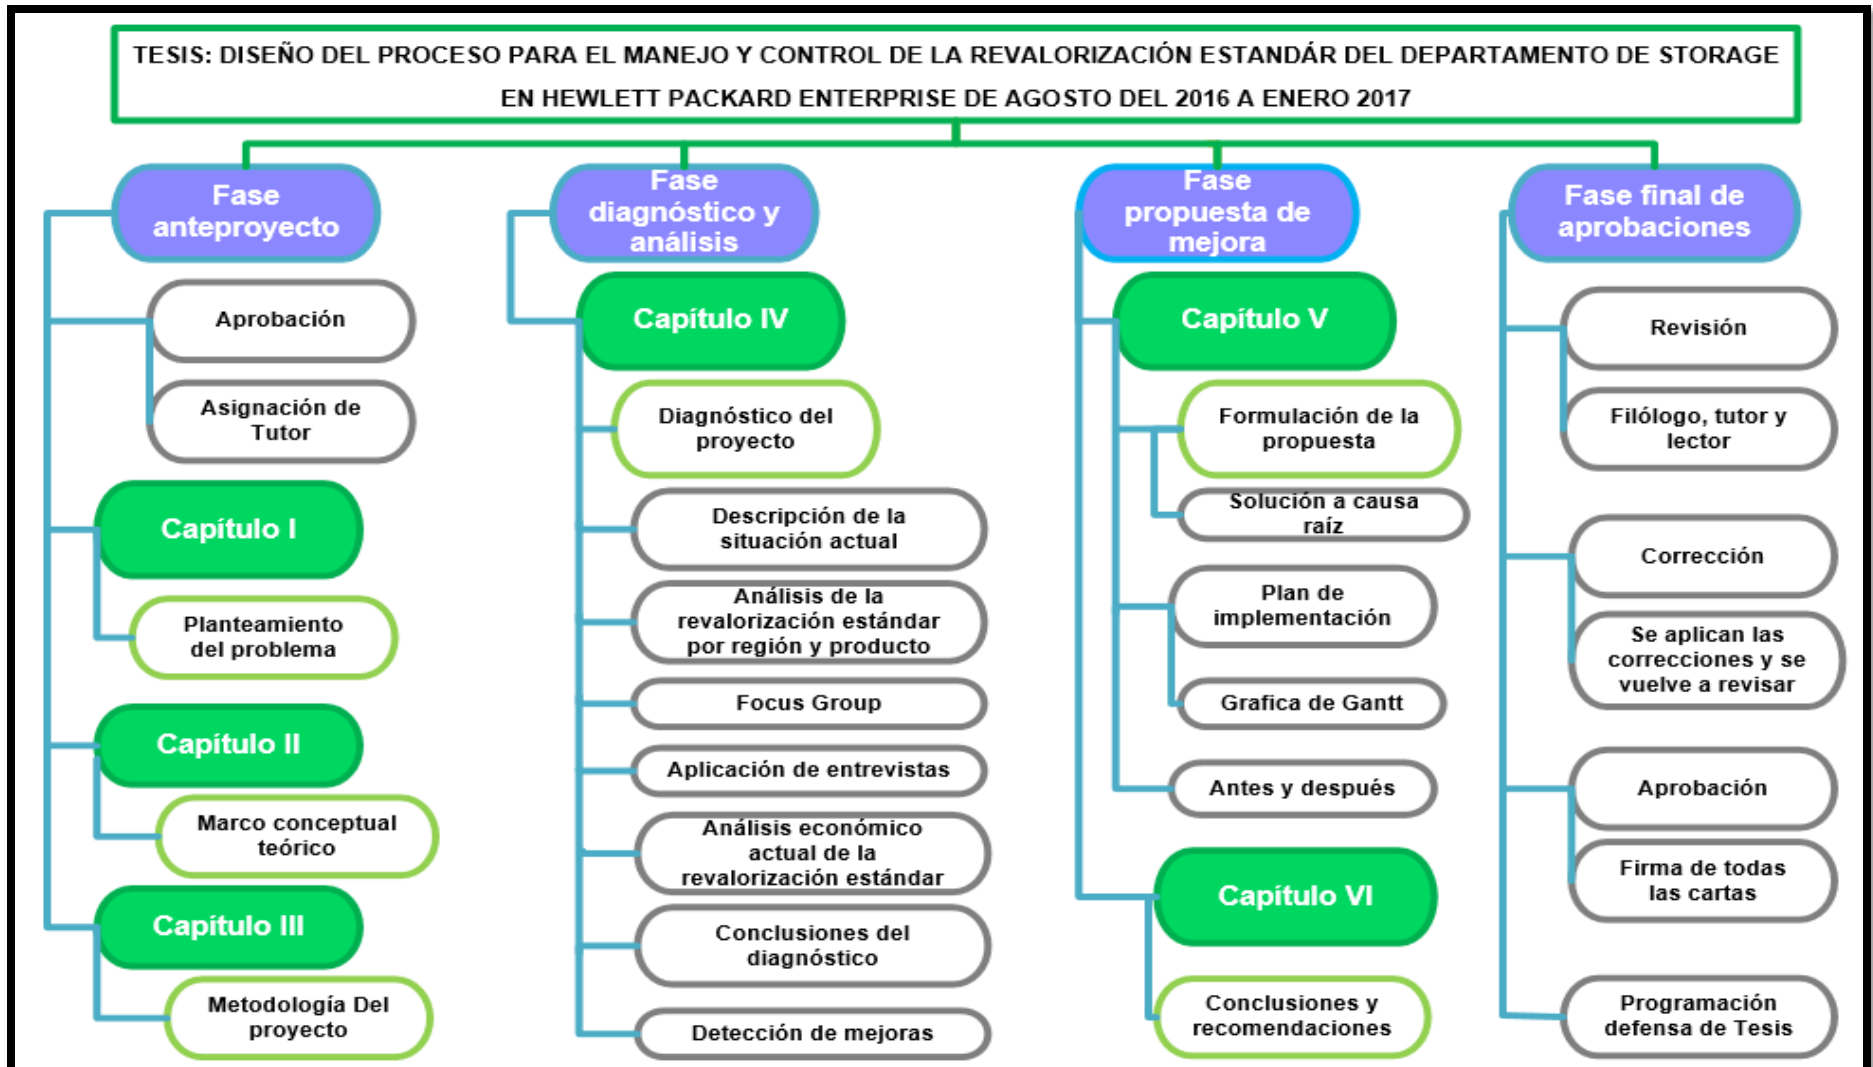 TESIS: DISEÑO DEL PROCESO PARA EL MANEJO Y CONTROL DE LA REVALORIZACIÓN ESTANDÁR DEL DEPARTAMENTO DE STORAGE
EN HEWLETT PACKARD ENTERPRISE DE AGOSTO DEL 2016 A ENERO 2017
Fase
anteproyecto
Aprobación
Asignación de
Tutor
Capítulo I
Planteamiento
del problema
Capítulo II
Marco conceptual
teórico
Capítulo III
Metodología Del
proyecto
Fase
diagnóstico y
análisis
Capítulo IV
Diagnóstico del
proyecto
Descripción de la
situación actual
Análisis de la
revalorización estándar
por región y producto
Focus Group
Aplicación de entrevistas
Análisis económico
actual de la
revalorización estándar
Conclusiones del
diagnóstico
Detección de mejoras
Fase
propuesta de
mejora
Capítulo V
Formulación de la
propuesta
Solución a causa
raíz
Plan de
implementación
Grafica de Gantt
Antes y después
Capítulo VI
Conclusiones y
recomendaciones
Fase final de
aprobaciones
Revisión
Filólogo, tutor y
lector
Corrección
Se aplican las
correcciones y se
vuelve a revisar
Aprobación
Firma de todas
las cartas
Programación
defensa de Tesis